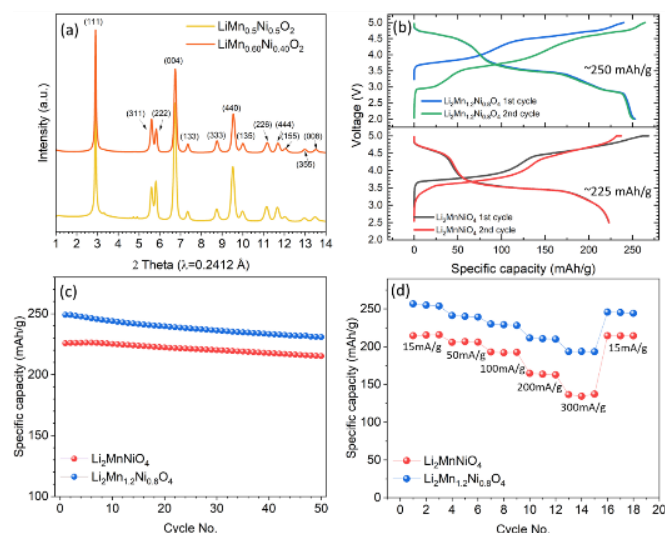 (a)
LiMn0.5Ni0.5O2
LiMn0.60Ni0.40O2
(111)
(311)
(222)
(004)
(133)
(333)
(440)
(135)
(226)
(444)
(155)
(355)
(008)
Intensity (a.u.)
1 2 3 4 5 6 7 8 9 10 11 12 13 14
2 Theta (λ=0.2412 Å)
(b)
5.0
4.5
4.0
3.5
3.0
2.5
2.0
~250 mAh/g
Li2Mn1.2Ni0.8O4 1st cycle
Li2Mn1.2Ni0.8O4 2nd cycle
5.0
4.5
4.0
3.5
3.0
2.5
2.0
~225 mAh/g
Li2MnNiO4 1st cycle
Li2MnNiO4 2nd cycle
Voltage (V)
0 50 100 150 200 250
Specific capacity (mAh/g)
(c)
250
200
150
100
Specific capacity (mAh/g)
Li2MnNiO4
Li2Mn1.2Ni0.8O4
0 10 20 30 40 50
Cycle No.
(d)
300
250
200
150
100
50
0
Specific capacity (mAh/g)
15mA/g
50mA/g
100mA/g
200mA/g
300mA/g
15mA/g
Li2MnNiO4
Li2Mn1.2Ni0.8O4
0 2 4 6 8 10 12 14 16 18 20
Cycle No.